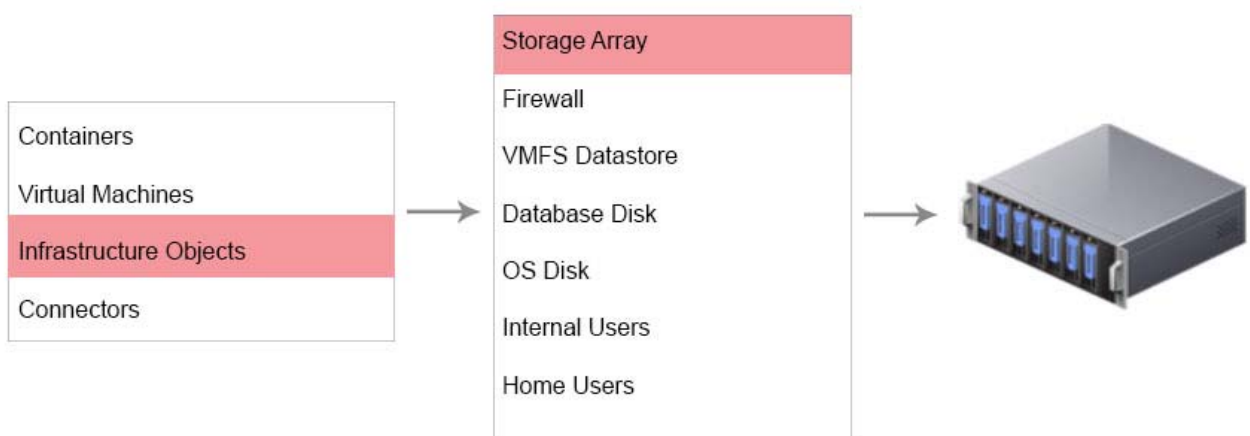 Containers
Virtual Machines
Infrastructure Objects
Connectors
Storage Array
Firewall
VMFS Datastore
Database Disk
OS Disk
Internal Users
Home Users